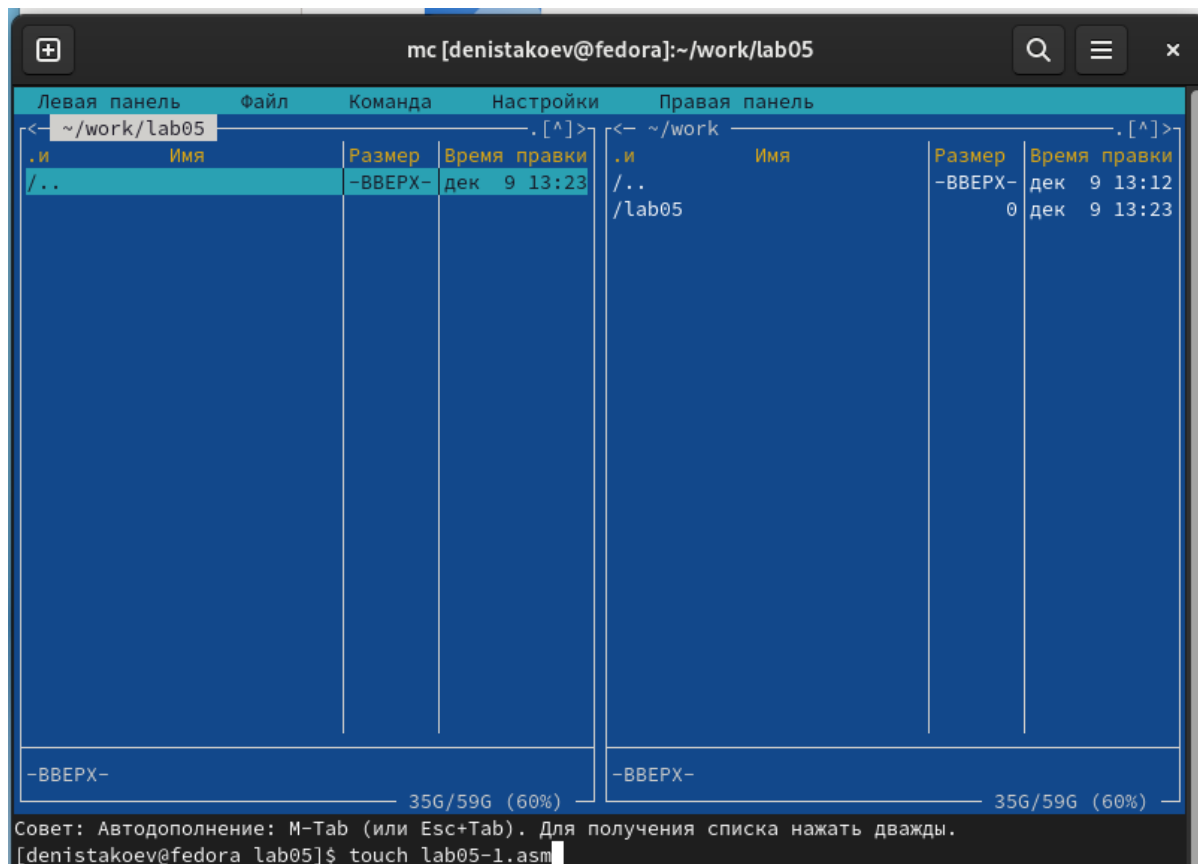 mc [denistakoev@fedora]:~/work/lab05
Левая панель Файл Команда Настройки Правая панель
<— ~/work/lab05 .[^]> <— ~/work .[^]>
.и Имя Размер Время правки .и Имя Размер Время правки
/.. -ВВЕРХ- дек 9 13:23 /.. -ВВЕРХ- дек 9 13:12
/lab05 0 дек 9 13:23
-ВВЕРХ- -ВВЕРХ-
35G/59G (60%) 35G/59G (60%)
Совет: Автодополнение: M-Tab (или Esc+Tab). Для получения списка нажать дважды.
[denistakoev@fedora lab05]$ touch lab05-1.asm